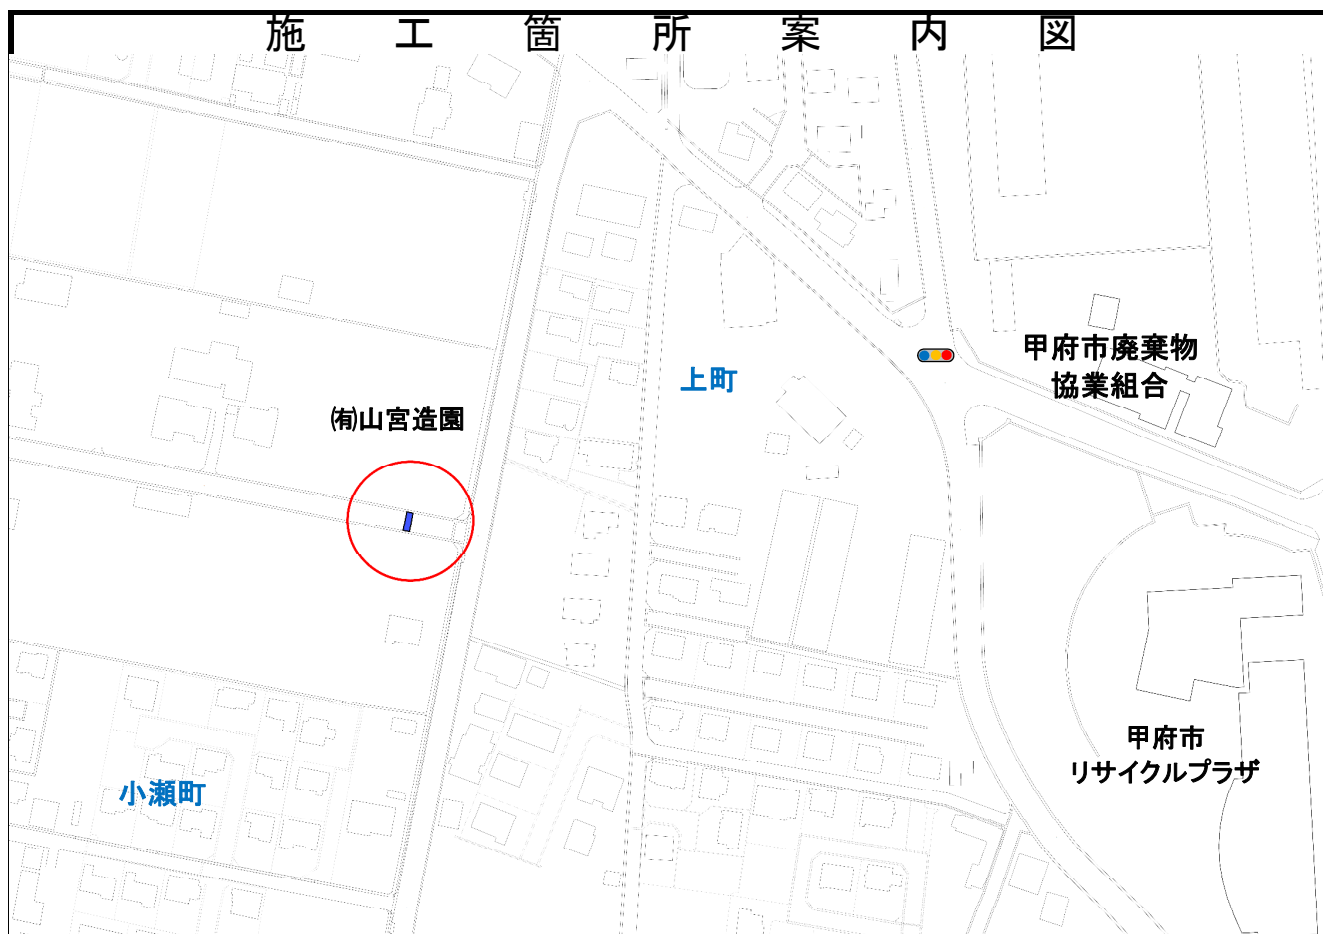 施工箇所案内図
甲府市廃棄物
協業組合
上町
㈲山宮造園
甲府市
リサイクルプラザ
小瀬町